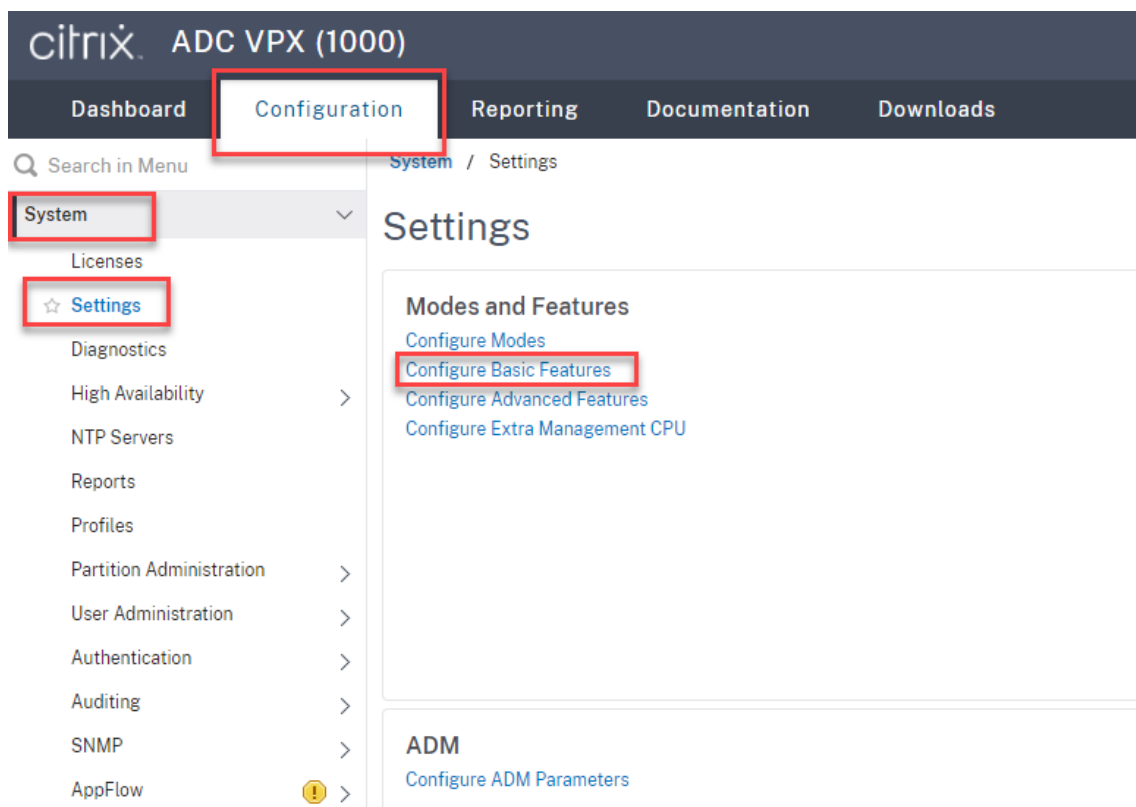 citrix. ADC VPX (1000)
Dashboard Configuration Reporting Documentation Downloads
Search in Menu
System
Licenses
Settings
Diagnostics
High Availability
NTP Servers
Reports
Profiles
Partition Administration
User Administration
Authentication
Auditing
SNMP
AppFlow
System / Settings
Settings
Modes and Features
Configure Modes
Configure Basic Features
Configure Advanced Features
Configure Extra Management CPU
ADM
Configure ADM Parameters